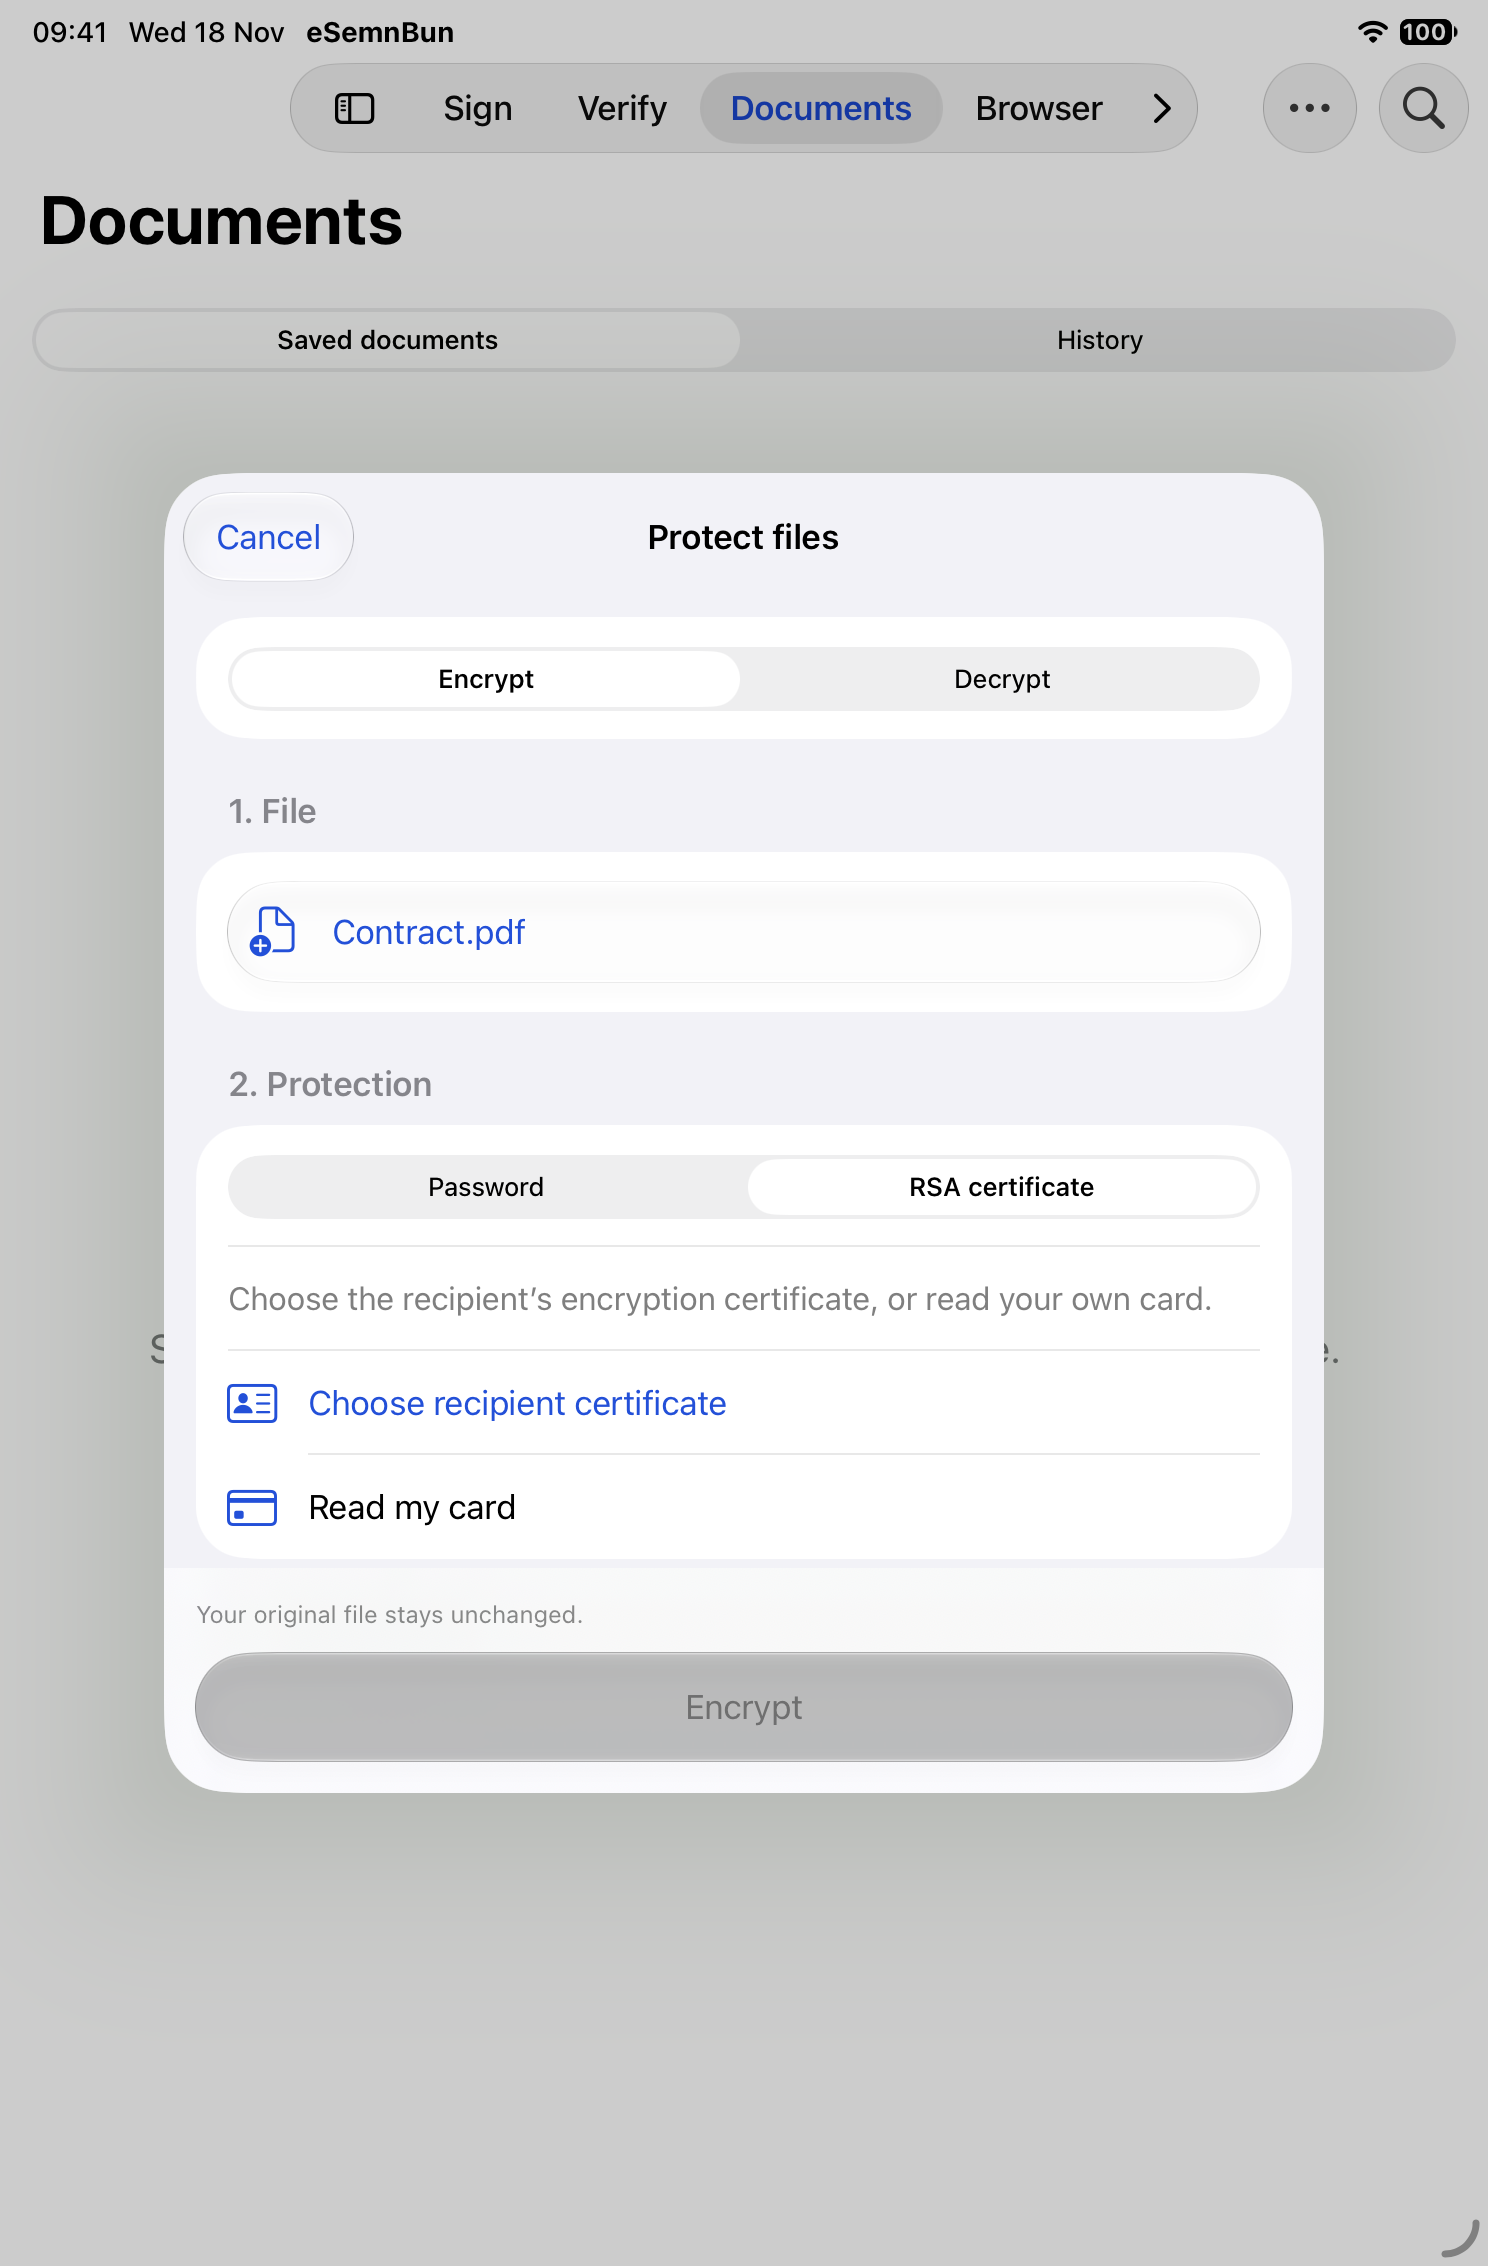 09:41 Wed 18 Nov eSemnBun 100
Sign Verify Documents Browser
Documents
Saved documents History
Cancel Protect files
Encrypt Decrypt
1. File
Contract.pdf
2. Protection
Password RSA certificate
Choose the recipient’s encryption certificate, or read your own card.
Choose recipient certificate
Read my card
Your original file stays unchanged.
Encrypt